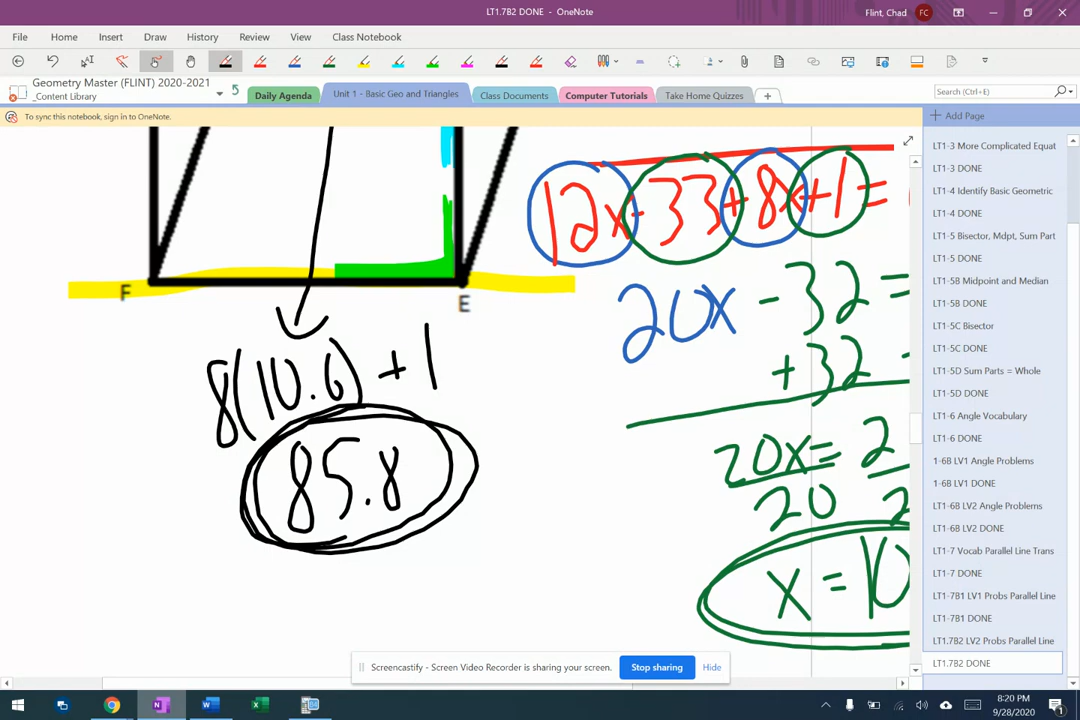 LT1.7B2 DONE - OneNote
Flint, Chad FC
File Home Insert Draw History Review View Class Notebook
Geometry Master (FLINT) 2020-2021
_Content Library
Daily Agenda Unit 1 - Basic Geo and Triangles Class Documents Computer Tutorials Take Home Quizzes +
Search (Ctrl+E)
To sync this notebook, sign in to OneNote.
Add Page
LT1-3 More Complicated Equat
LT1-3 DONE
LT1-4 Identify Basic Geometric
LT1-4 DONE
LT1-5 Bisector, Mdpt, Sum Part
LT1-5 DONE
LT1-5B Midpoint and Median
LT1-5B DONE
LT1-5C Bisector
LT1-5C DONE
LT1-5D Sum Parts = Whole
LT1-5D DONE
LT1-6 Angle Vocabulary
LT1-6 DONE
1-6B LV1 Angle Problems
1-6B LV1 DONE
LT1-6B LV2 Angle Problems
LT1-6B LV2 DONE
LT1-7 Vocab Parallel Line Trans
LT1-7 DONE
LT1-7B1 LV1 Probs Parallel Line
LT1-7B1 DONE
LT1.7B2 LV2 Probs Parallel Line
LT1.7B2 DONE
F E
8(10.6) + 1
85.8
12x - 33 + 8x + 1 =
20x - 32 =
+ 32
20x = 2
20 2
x = 10
Screencastify - Screen Video Recorder is sharing your screen. Stop sharing Hide
8:20 PM
9/28/2020
1